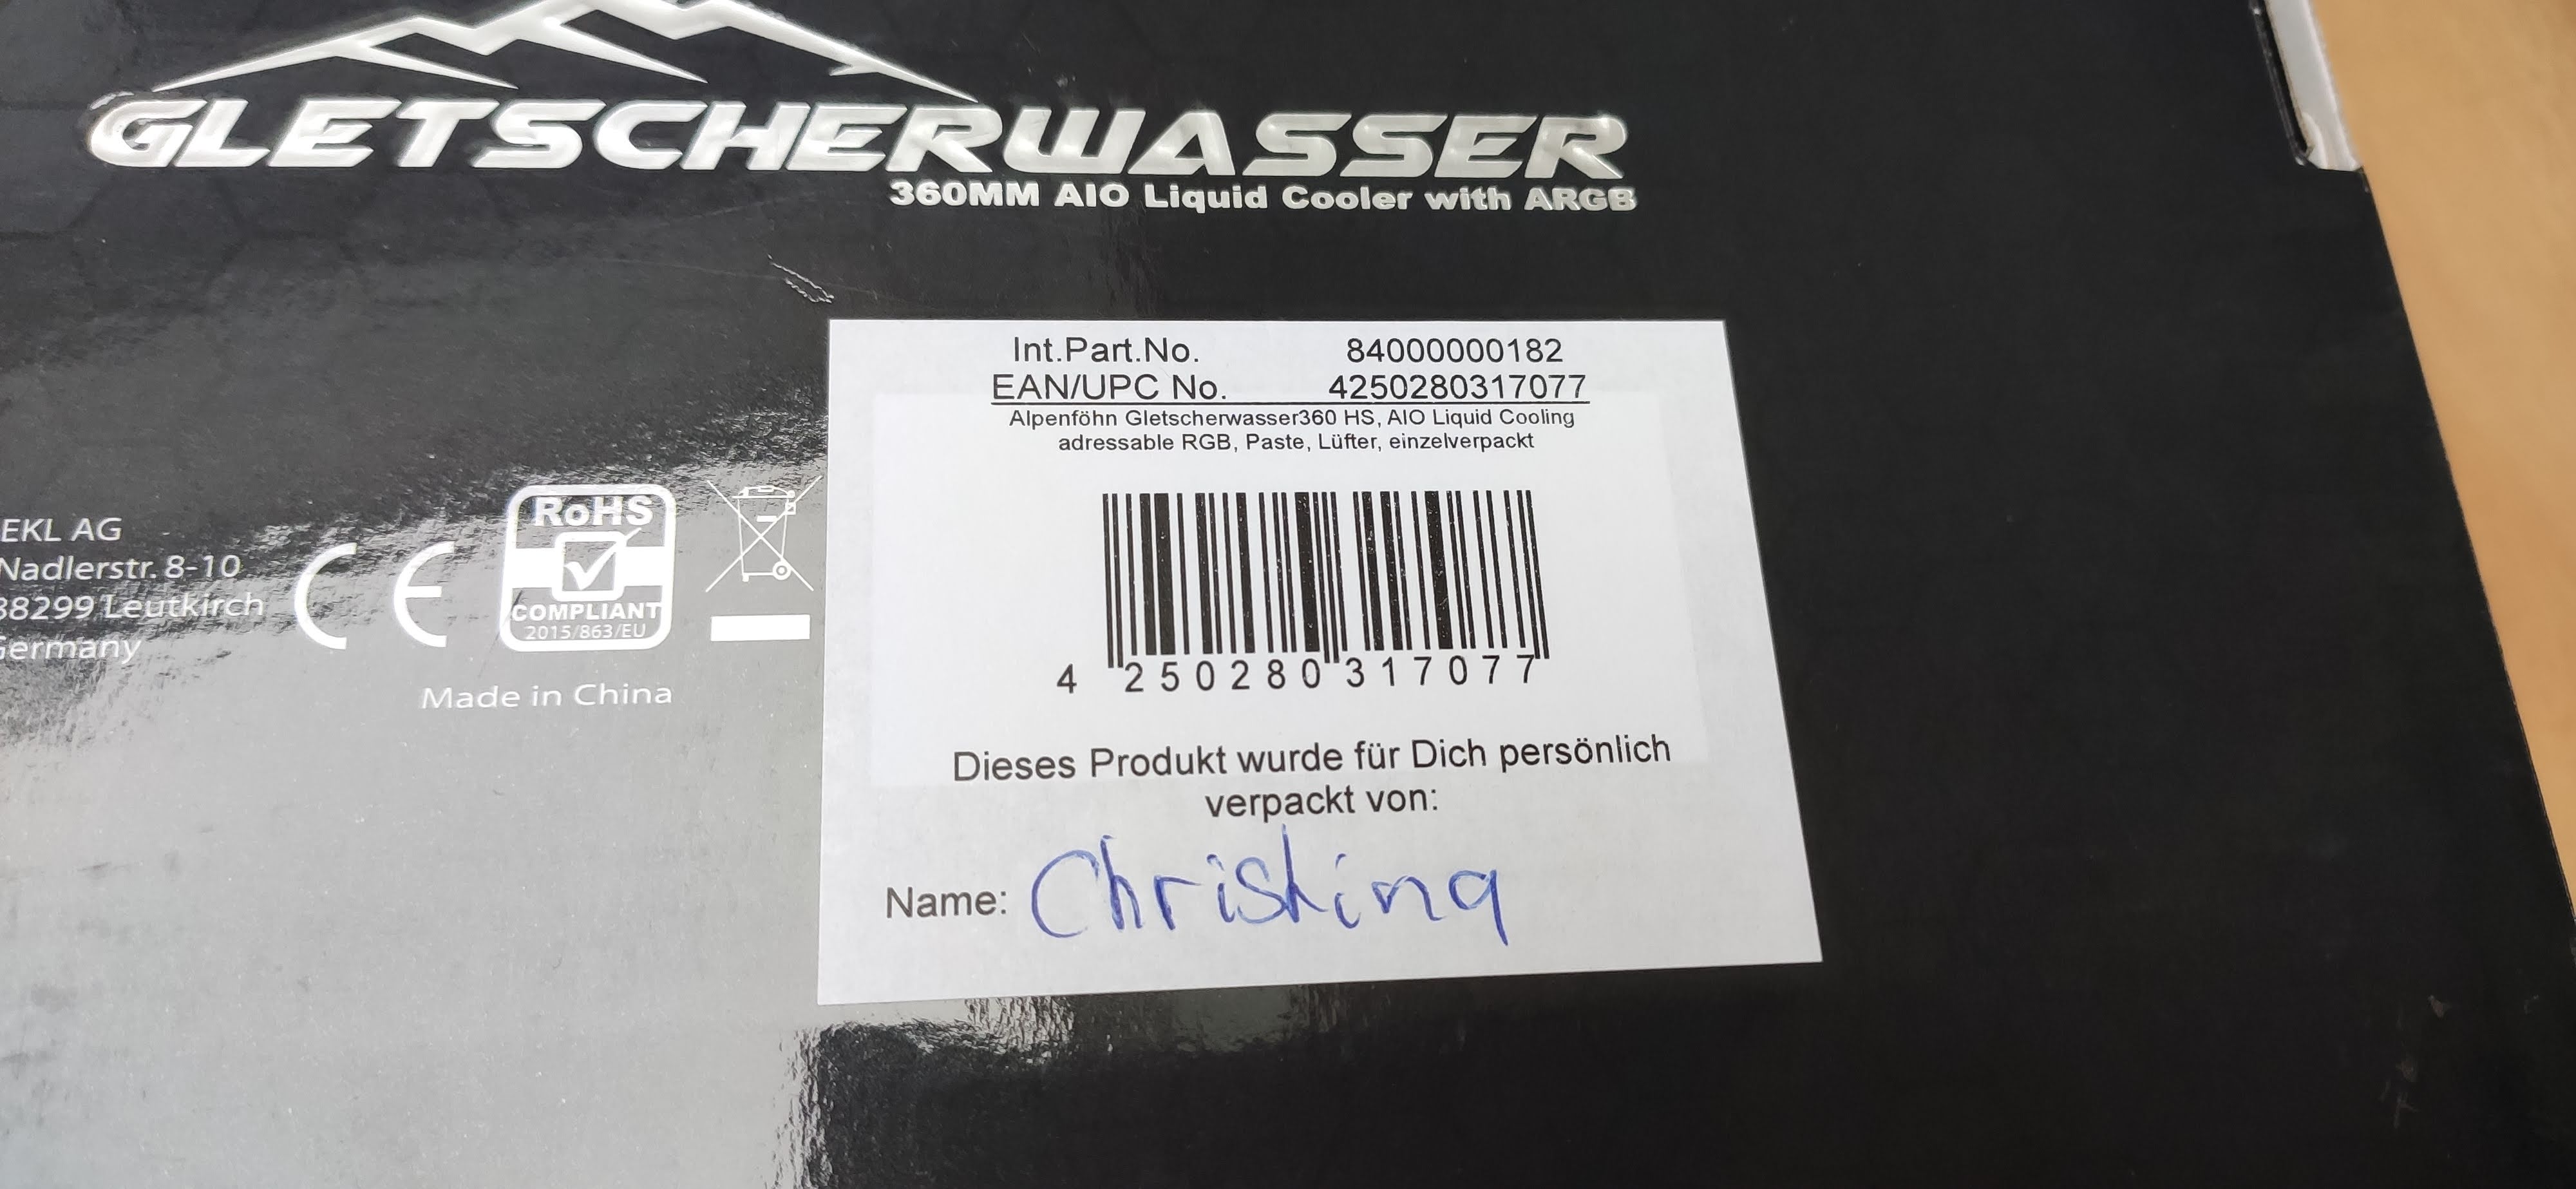 GLETSCHERWASSER
360MM AIO Liquid Cooler with ARGB
Int.Part.No. 84000000182
EAN/UPC No. 4250280317077
Alpenföhn Gletscherwasser360 HS, AIO Liquid Cooling
adressable RGB, Paste, Lüfter, einzelverpackt
4 250280 317077
Dieses Produkt wurde für Dich persönlich
verpackt von:
Name: Christina
EKL AG
Nadlerstr. 8-10
88299 Leutkirch
Germany
CE
RoHS
COMPLIANT
2015/863/EU
Made in China